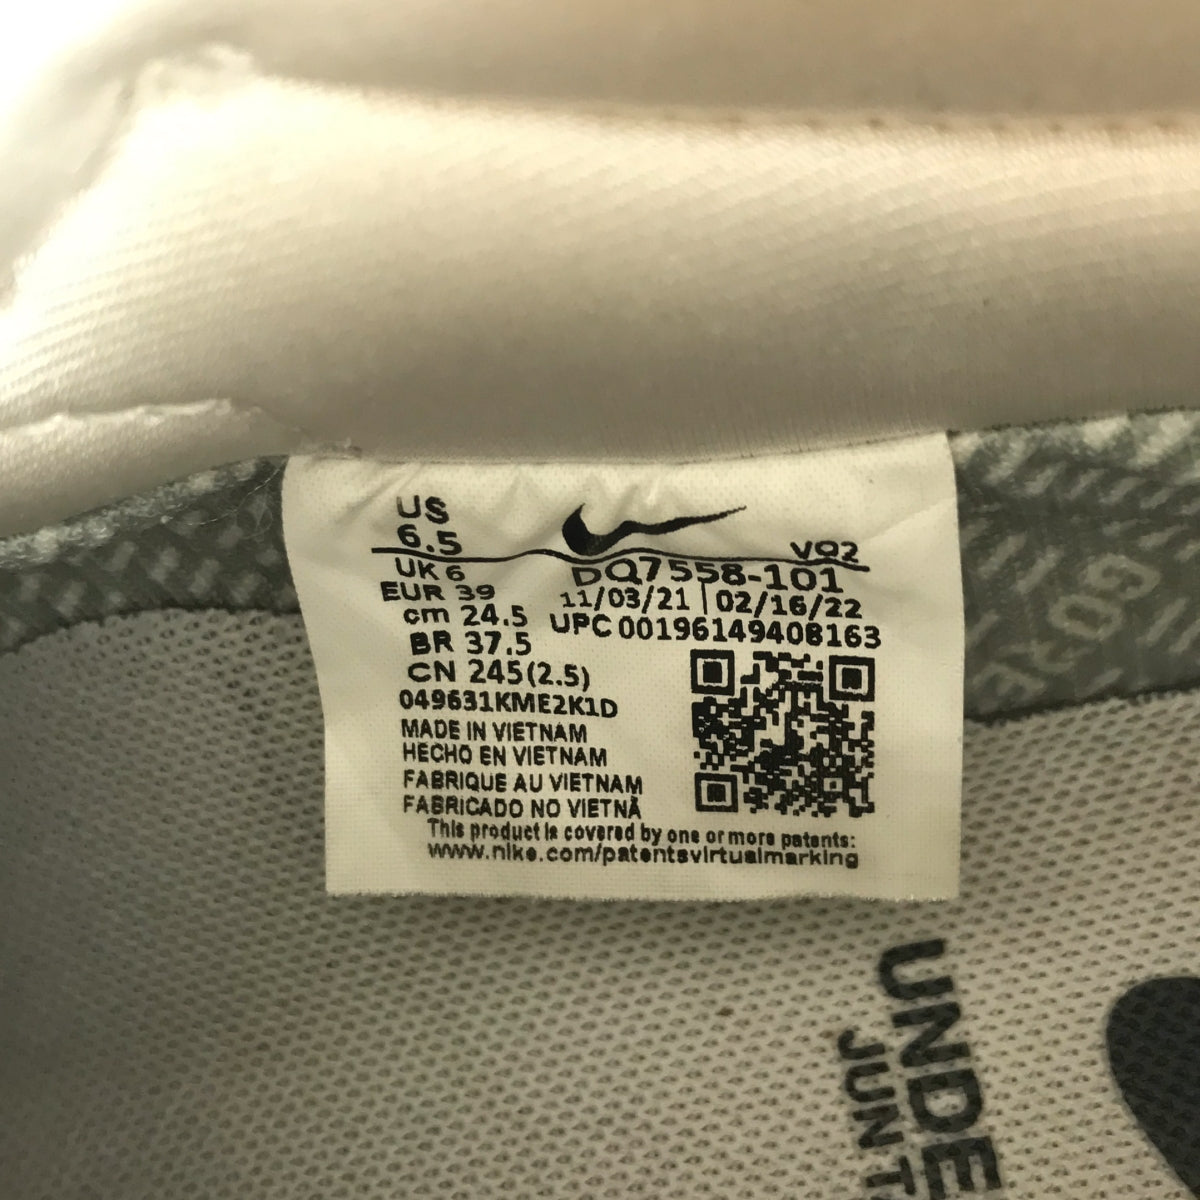 US
6.5
VQ2
UK 6
DQ7558-101
EUR 39
11/03/21 | 02/16/22
cm 24.5
UPC 00196149408163
BR 37.5
CN 245(2.5)
049631KME2K1D
MADE IN VIETNAM
HECHO EN VIETNAM
FABRIQUE AU VIETNAM
FABRICADO NO VIETNÃ
This product is covered by one or more patents:
www.nike.com/patentsvirtualmarking
UNDE
JUN T